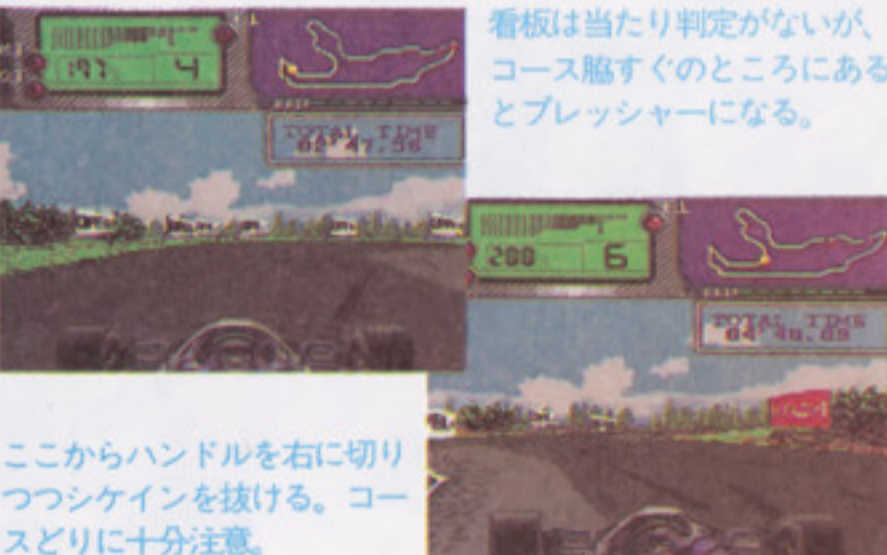 197
4
TOTAL TIME
看板は当たり判定がないが、
コース脇すぐのところにある
とプレッシャーになる。
200
6
TOTAL TIME
ここからハンドルを右に切り
つつシケインを抜ける。コー
スどりに十分注意。